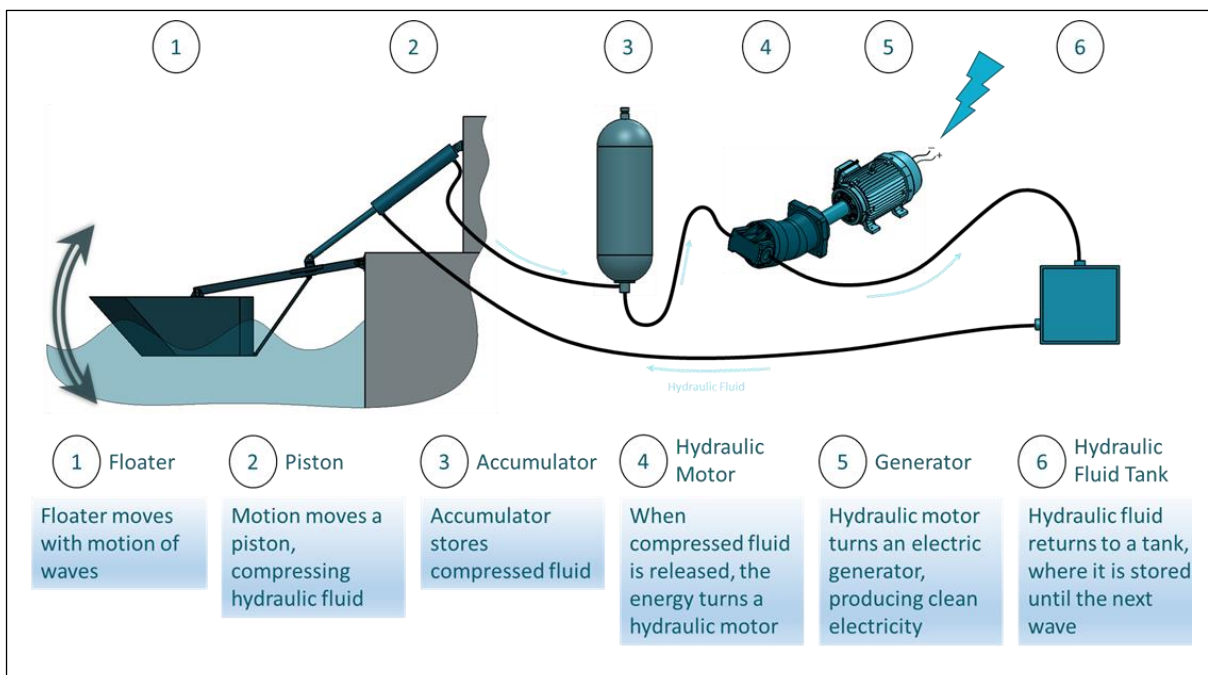 1 2 3 4 5 6
− +
Hydraulic Fluid
1 Floater
Floater moves
with motion of
waves
2 Piston
Motion moves a
piston,
compressing
hydraulic fluid
3 Accumulator
Accumulator
stores
compressed fluid
4 Hydraulic
Motor
When
compressed fluid
is released, the
energy turns a
hydraulic motor
5 Generator
Hydraulic motor
turns an electric
generator,
producing clean
electricity
6 Hydraulic
Fluid Tank
Hydraulic fluid
returns to a tank,
where it is stored
until the next
wave